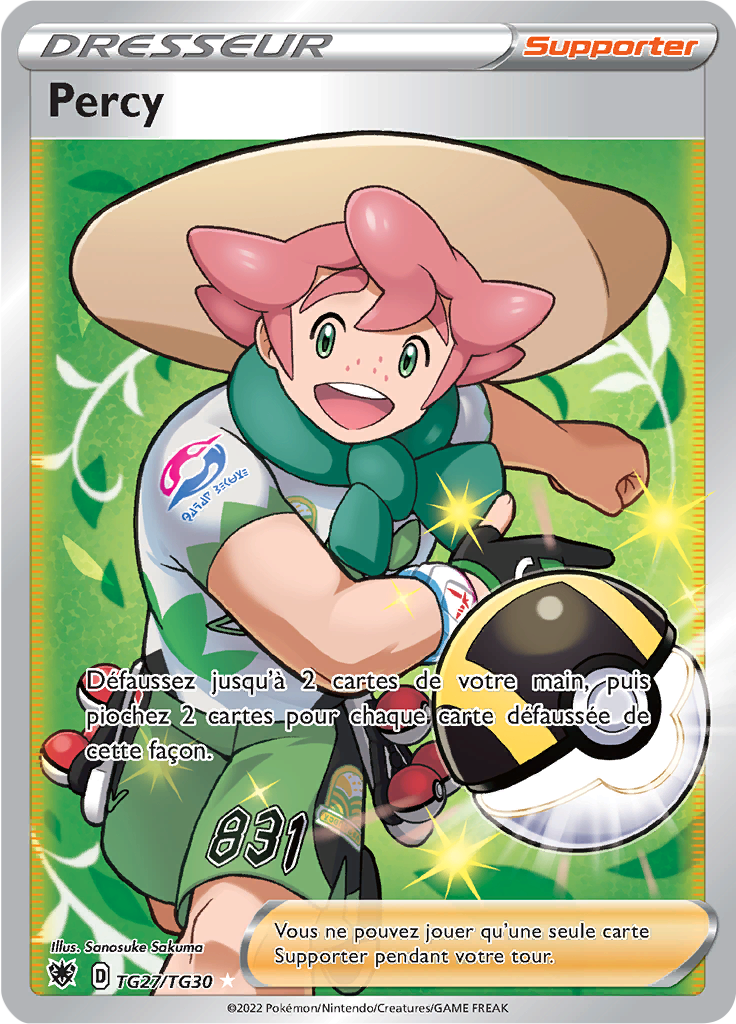 DRESSEUR
Supporter
Percy
Défaussez jusqu'à 2 cartes de votre main, puis
piochez 2 cartes pour chaque carte défaussée de
cette façon.
831
Vous ne pouvez jouer qu'une seule carte
Supporter pendant votre tour.
Illus. Sanosuke Sakuma
D TG27/TG30
©2022 Pokémon/Nintendo/Creatures/GAME FREAK